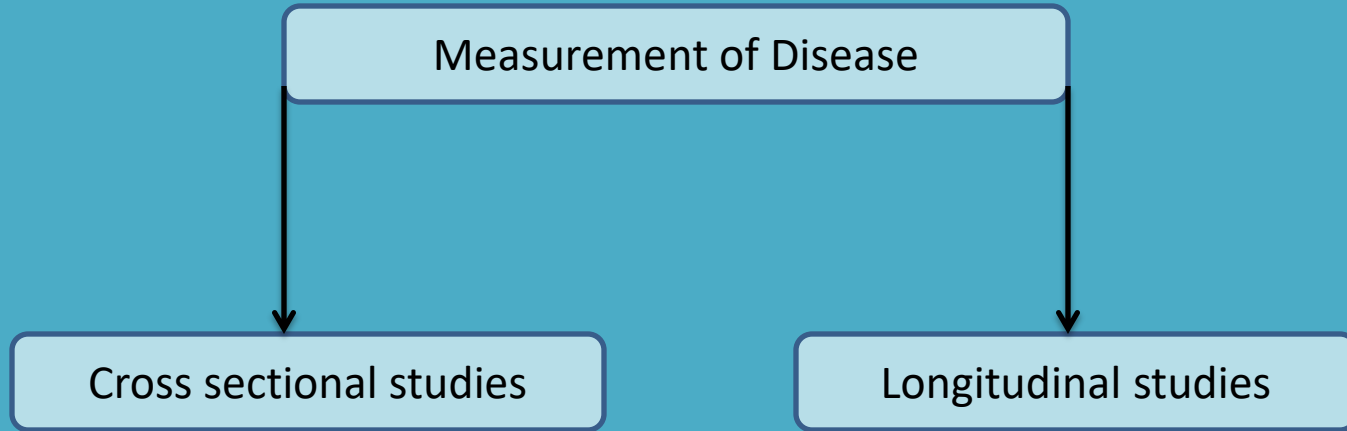 Measurement of Disease
Cross sectional studies
Longitudinal studies